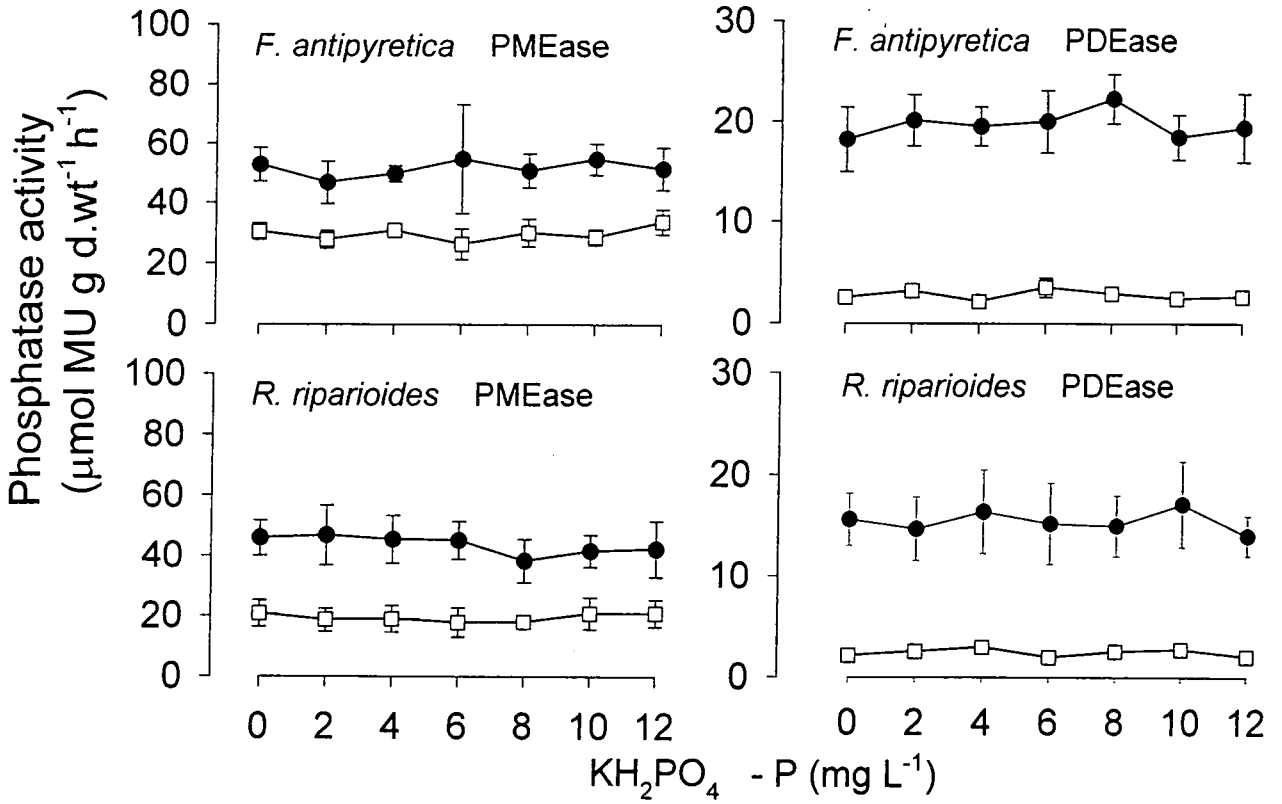 Phosphatase activity
(μmol MU g d.wt⁻¹ h⁻¹)
F. antipyretica PMEase
100
80
60
40
20
0
F. antipyretica PDEase
30
20
10
0
R. riparioides PMEase
100
80
60
40
20
0
0 2 4 6 8 10 12
R. riparioides PDEase
30
20
10
0
0 2 4 6 8 10 12
KH₂PO₄ - P (mg L⁻¹)